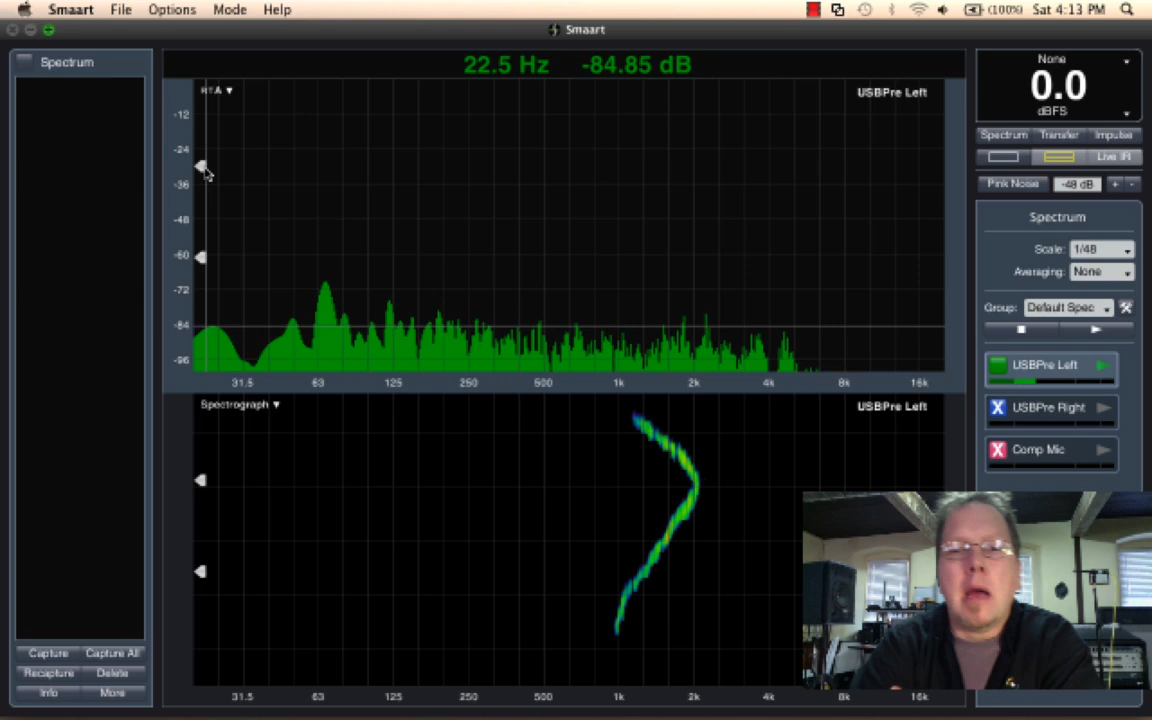 Smaart File Options Mode Help (100%) Sat 4:13 PM
Smaart
Spectrum
22.5 Hz -84.85 dB
RTA
USBPre Left
-12
-24
-36
-48
-60
-72
-84
-96
31.5 63 125 250 500 1k 2k 4k 8k 16k
Spectrograph
USBPre Left
31.5 63 125 250 500 1k 2k 4k 8k 16k
Capture Capture All
Recapture Delete
Info More
None
0.0
dBFS
Spectrum Transfer Impulse
Live IR
Pink Noise -48 dB + -
Spectrum
Scale: 1/48
Averaging: None
Group: Default Spec
USBPre Left
X USBPre Right
X Comp Mic